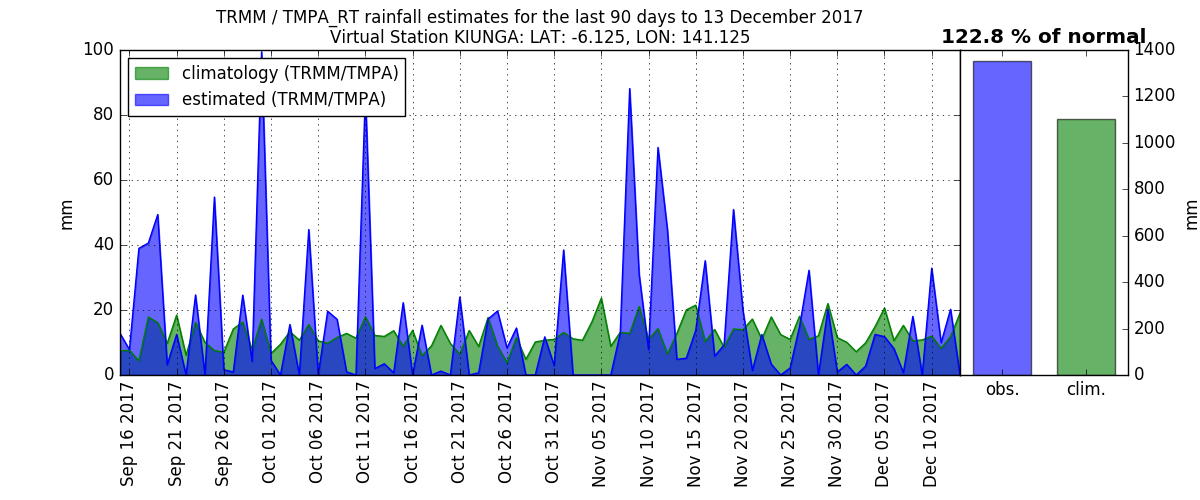 TRMM / TMPA_RT rainfall estimates for the last 90 days to 13 December 2017
Virtual Station KIUNGA: LAT: -6.125, LON: 141.125
122.8 % of normal
climatology (TRMM/TMPA)
estimated (TRMM/TMPA)
100
80
60
40
20
0
mm
1400
1200
1000
800
600
400
200
0
mm
obs.
clim.
Sep 16 2017
Sep 21 2017
Sep 26 2017
Oct 01 2017
Oct 06 2017
Oct 11 2017
Oct 16 2017
Oct 21 2017
Oct 26 2017
Oct 31 2017
Nov 05 2017
Nov 10 2017
Nov 15 2017
Nov 20 2017
Nov 25 2017
Nov 30 2017
Dec 05 2017
Dec 10 2017